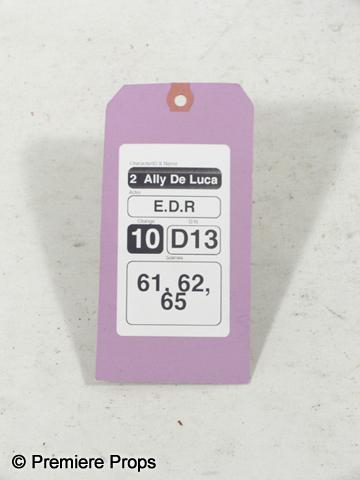 Character/ID & Name
2 Ally De Luca
Actor
E.D.R
Change D/N
10 D13
Scenes
61, 62,
65
© Premiere Props